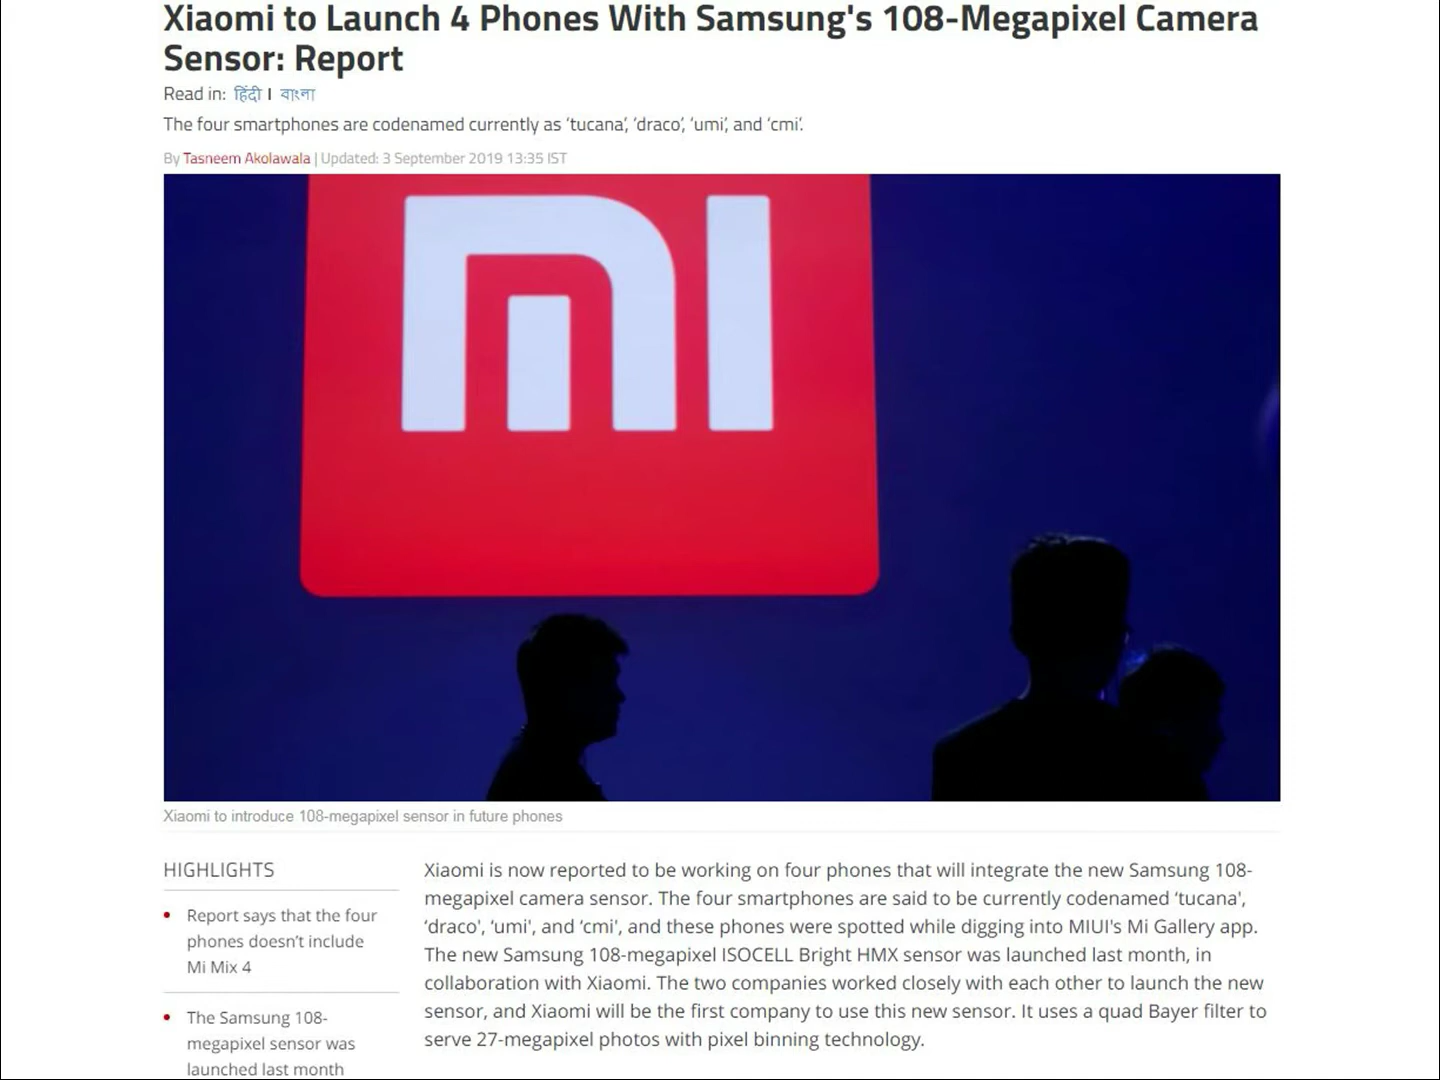 Xiaomi to Launch 4 Phones With Samsung's 108-Megapixel Camera
Sensor: Report
Read in: हिंदी | বাংলা
The four smartphones are codenamed currently as ‘tucana’, ‘draco’, ‘umi’, and ‘cmi’.
By Tasneem Akolawala | Updated: 3 September 2019 13:35 IST
mi
Xiaomi to introduce 108-megapixel sensor in future phones
HIGHLIGHTS
Report says that the four
phones doesn’t include
Mi Mix 4
The Samsung 108-
megapixel sensor was
launched last month
Xiaomi is now reported to be working on four phones that will integrate the new Samsung 108-
megapixel camera sensor. The four smartphones are said to be currently codenamed ‘tucana',
‘draco', ‘umi', and ‘cmi', and these phones were spotted while digging into MIUI's Mi Gallery app.
The new Samsung 108-megapixel ISOCELL Bright HMX sensor was launched last month, in
collaboration with Xiaomi. The two companies worked closely with each other to launch the new
sensor, and Xiaomi will be the first company to use this new sensor. It uses a quad Bayer filter to
serve 27-megapixel photos with pixel binning technology.